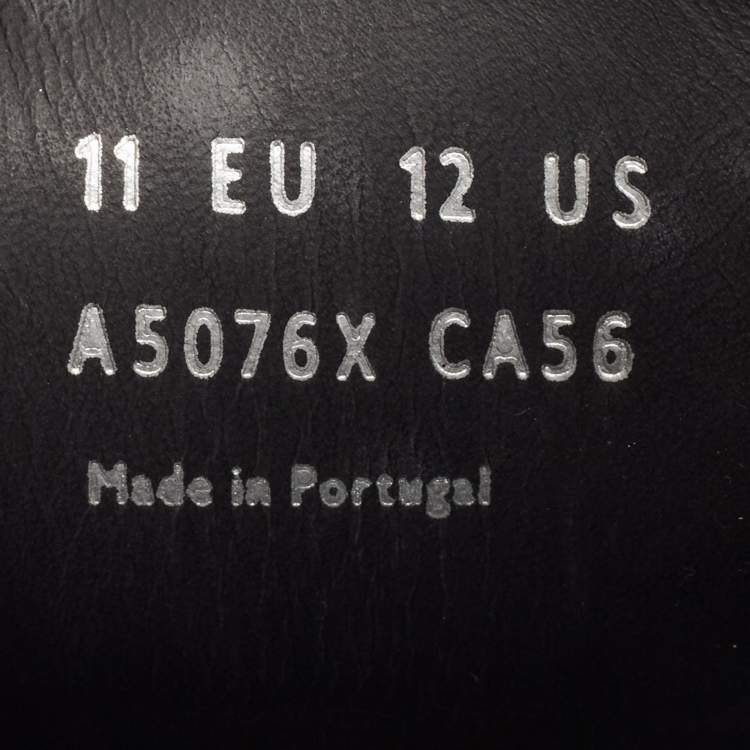 11 EU 12 US
A5076X CA56
Made in Portugal